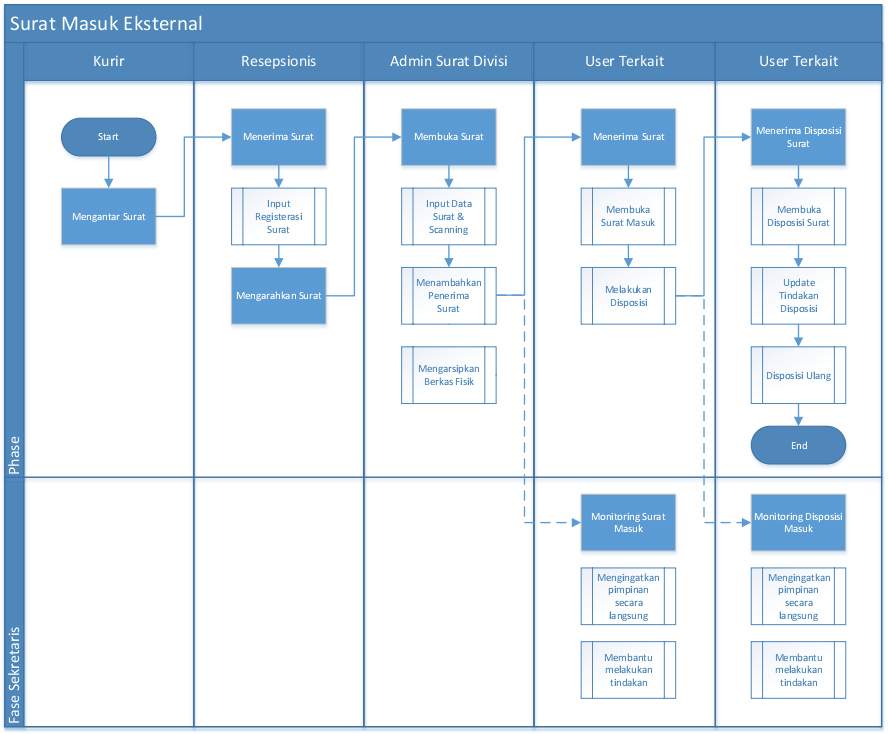 Surat Masuk Eksternal
Kurir
Resepsionis
Admin Surat Divisi
User Terkait
User Terkait
Phase
Start
Mengantar Surat
Menerima Surat
Input
Registerasi
Surat
Mengarahkan Surat
Membuka Surat
Input Data
Surat &
Scanning
Menambahkan
Penerima
Surat
Mengarsipkan
Berkas Fisik
Menerima Surat
Membuka
Surat Masuk
Melakukan
Disposisi
Menerima Disposisi
Surat
Membuka
Disposisi Surat
Update
Tindakan
Disposisi
Disposisi Ulang
End
Fase Sekretaris
Monitoring Surat
Masuk
Mengingatkan
pimpinan
secara
langsung
Membantu
melakukan
tindakan
Monitoring Disposisi
Masuk
Mengingatkan
pimpinan
secara
langsung
Membantu
melakukan
tindakan